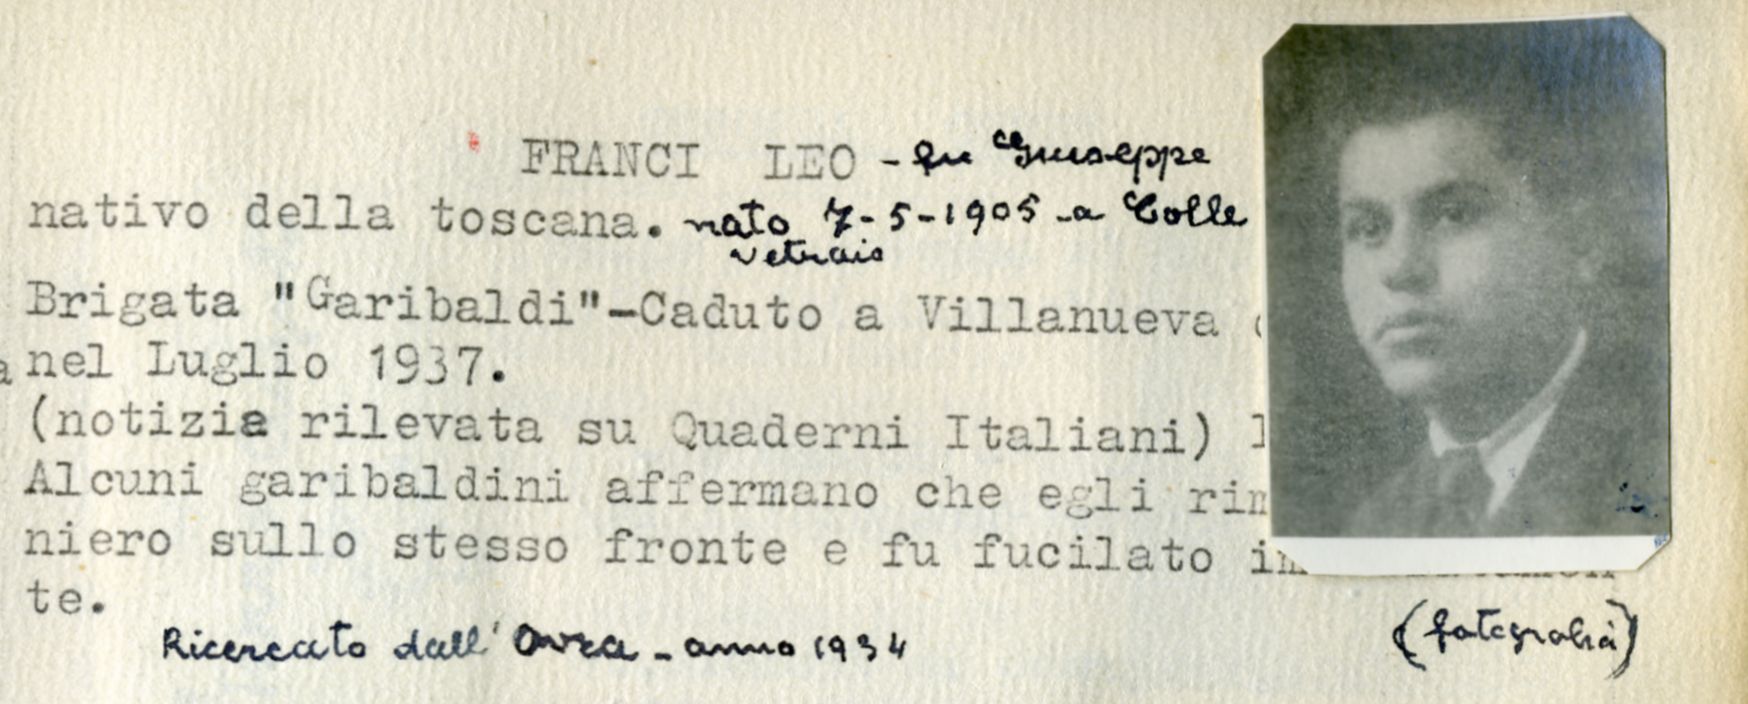 FRANCI LEO - fu Giuseppe
nativo della toscana. nato 7-5-1905 - a Colle
vetraio
Brigata "Garibaldi"-Caduto a Villanueva
nel Luglio 1937.
(notizia rilevata su Quaderni Italiani)
Alcuni garibaldini affermano che egli rim
niero sullo stesso fronte e fu fucilato im
te.
Ricercato dall'Ovra - anno 1934
(fotografia)